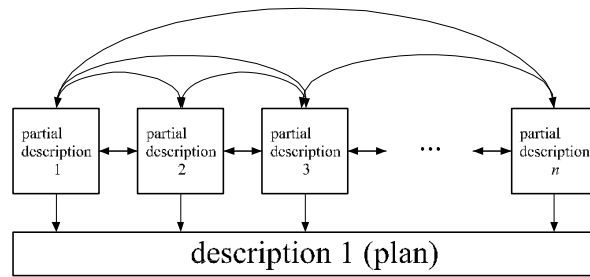 partial
description
1
partial
description
2
partial
description
3
...
partial
description
n
description 1 (plan)